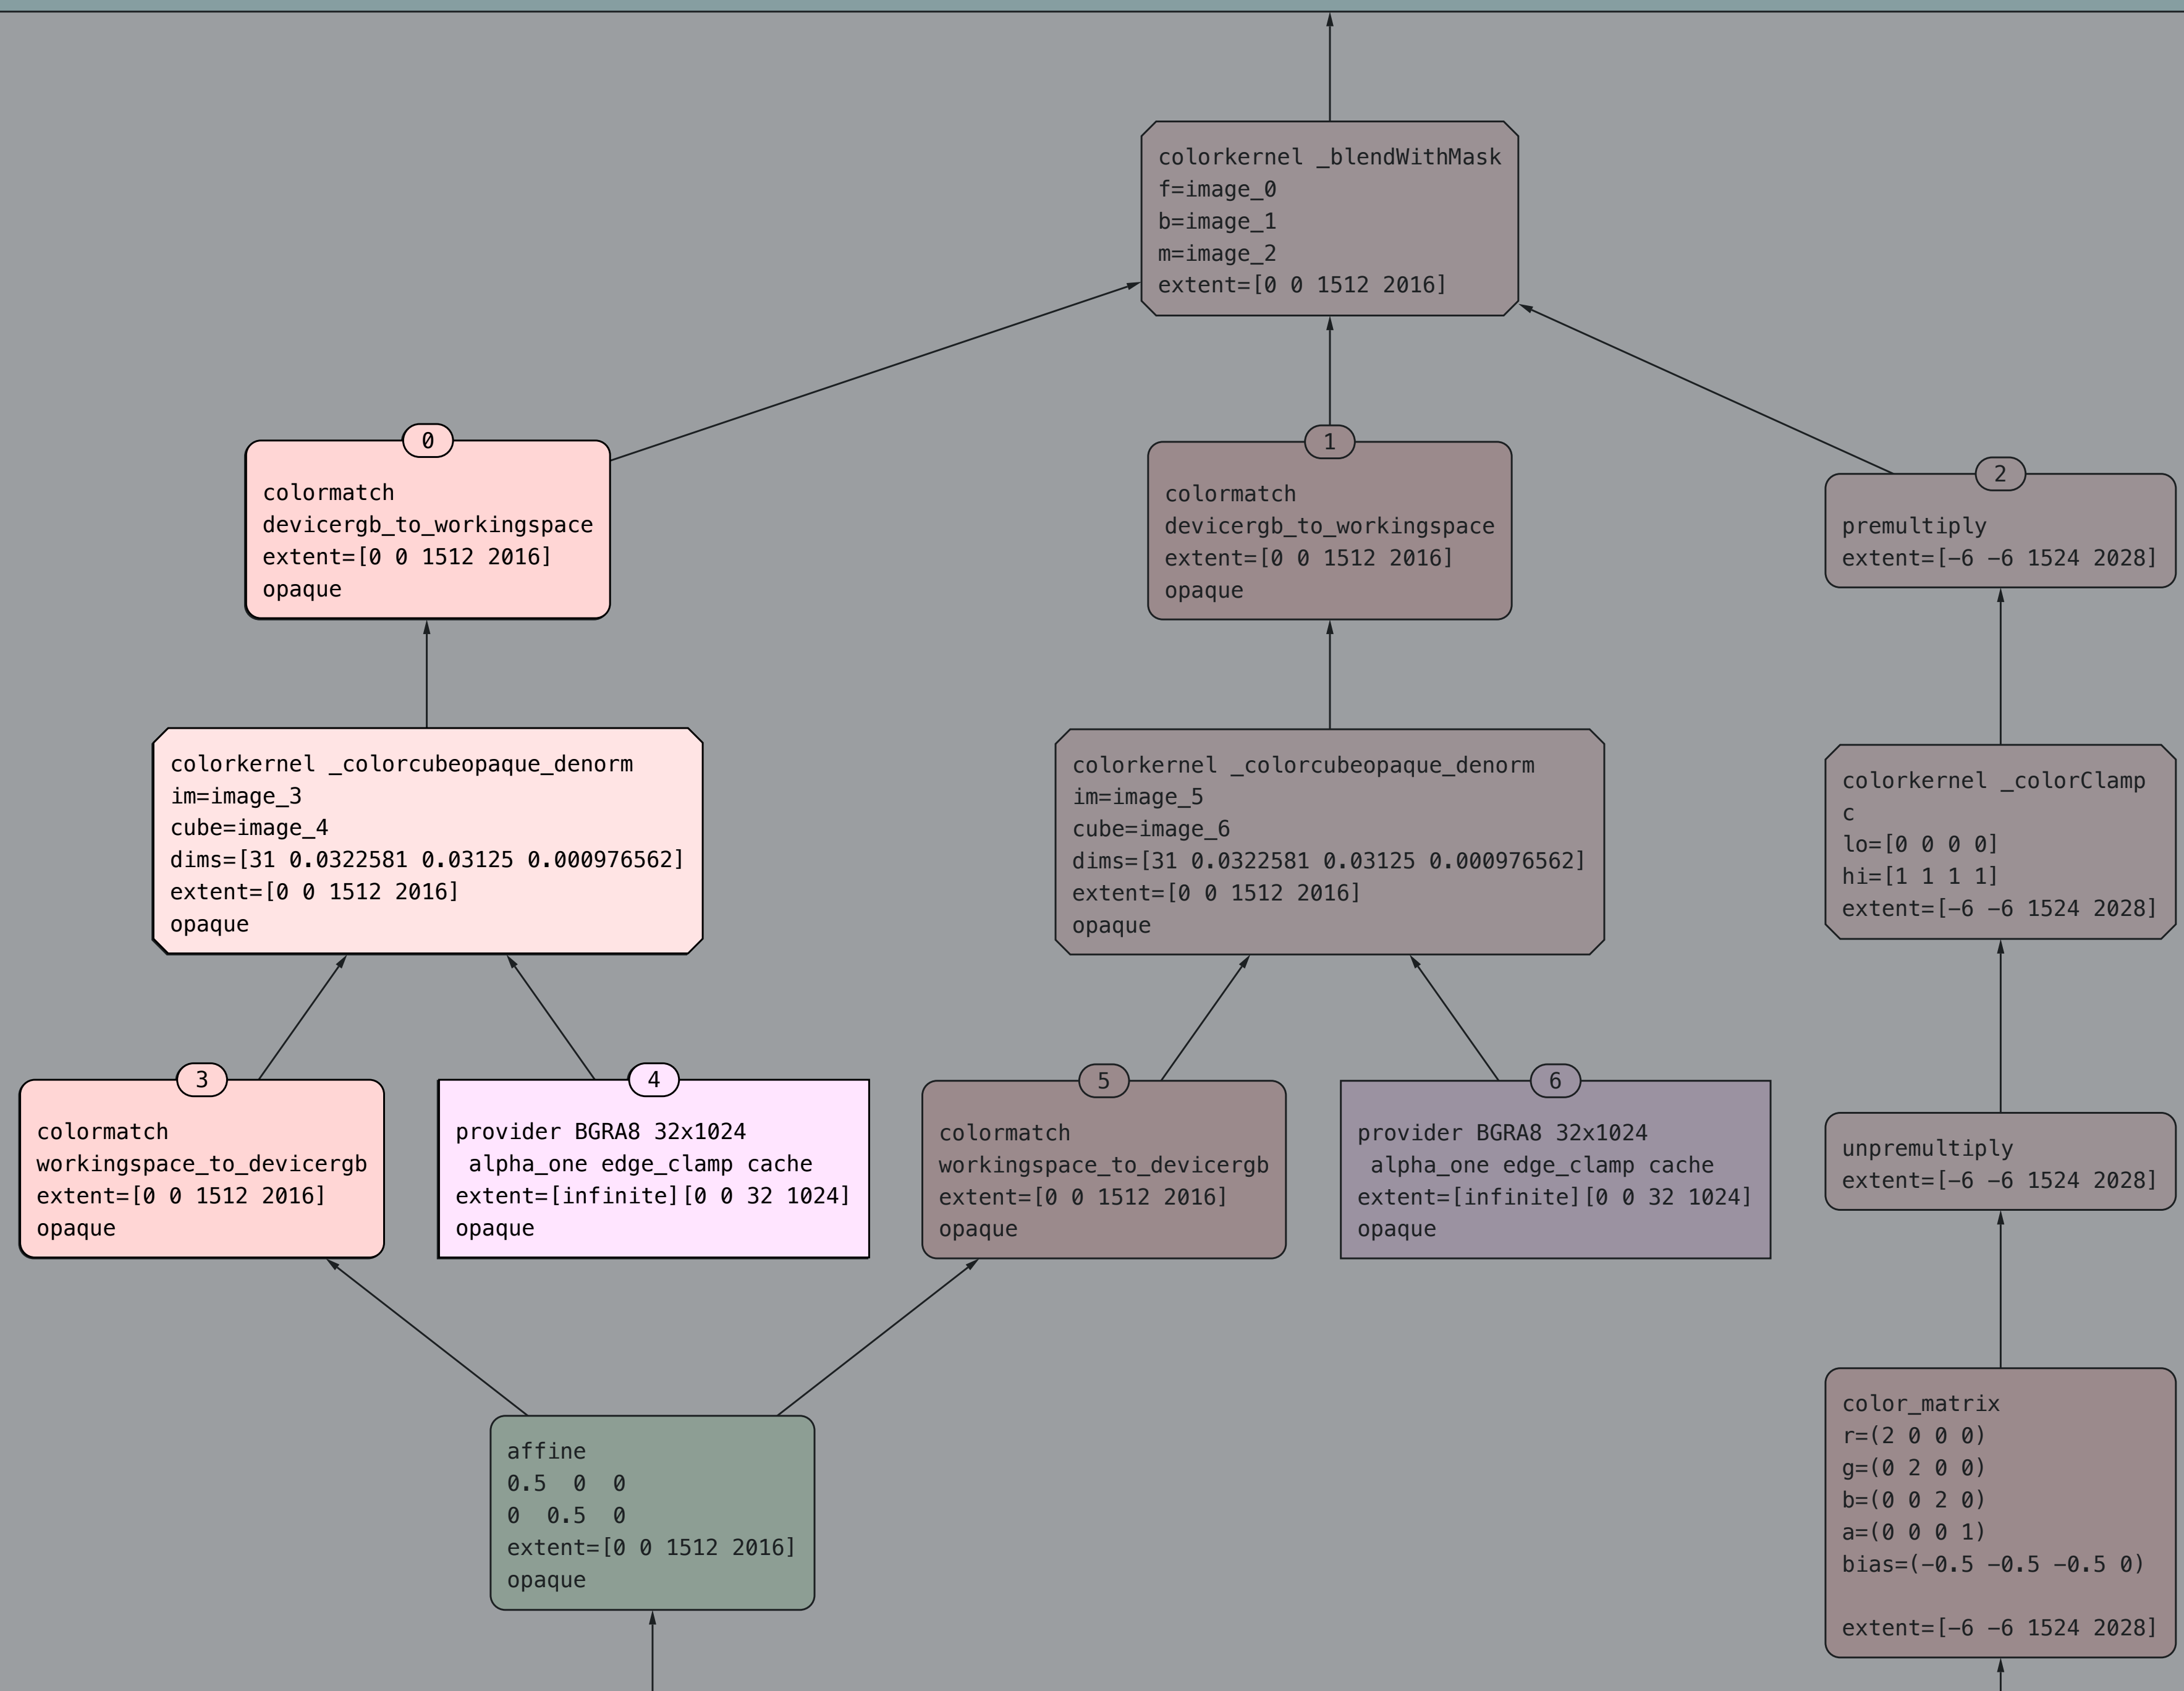 colorkernel _blendWithMask
f=image_0
b=image_1
m=image_2
extent=[0 0 1512 2016]
0
colormatch
devicergb_to_workingspace
extent=[0 0 1512 2016]
opaque
1
colormatch
devicergb_to_workingspace
extent=[0 0 1512 2016]
opaque
2
premultiply
extent=[−6 −6 1524 2028]
colorkernel _colorcubeopaque_denorm
im=image_3
cube=image_4
dims=[31 0.0322581 0.03125 0.000976562]
extent=[0 0 1512 2016]
opaque
colorkernel _colorcubeopaque_denorm
im=image_5
cube=image_6
dims=[31 0.0322581 0.03125 0.000976562]
extent=[0 0 1512 2016]
opaque
colorkernel _colorClamp
c
lo=[0 0 0 0]
hi=[1 1 1 1]
extent=[−6 −6 1524 2028]
3
colormatch
workingspace_to_devicergb
extent=[0 0 1512 2016]
opaque
4
provider BGRA8 32x1024
alpha_one edge_clamp cache
extent=[infinite][0 0 32 1024]
opaque
5
colormatch
workingspace_to_devicergb
extent=[0 0 1512 2016]
opaque
6
provider BGRA8 32x1024
alpha_one edge_clamp cache
extent=[infinite][0 0 32 1024]
opaque
unpremultiply
extent=[−6 −6 1524 2028]
affine
0.5 0 0
0 0.5 0
extent=[0 0 1512 2016]
opaque
color_matrix
r=(2 0 0 0)
g=(0 2 0 0)
b=(0 0 2 0)
a=(0 0 0 1)
bias=(−0.5 −0.5 −0.5 0)
extent=[−6 −6 1524 2028]